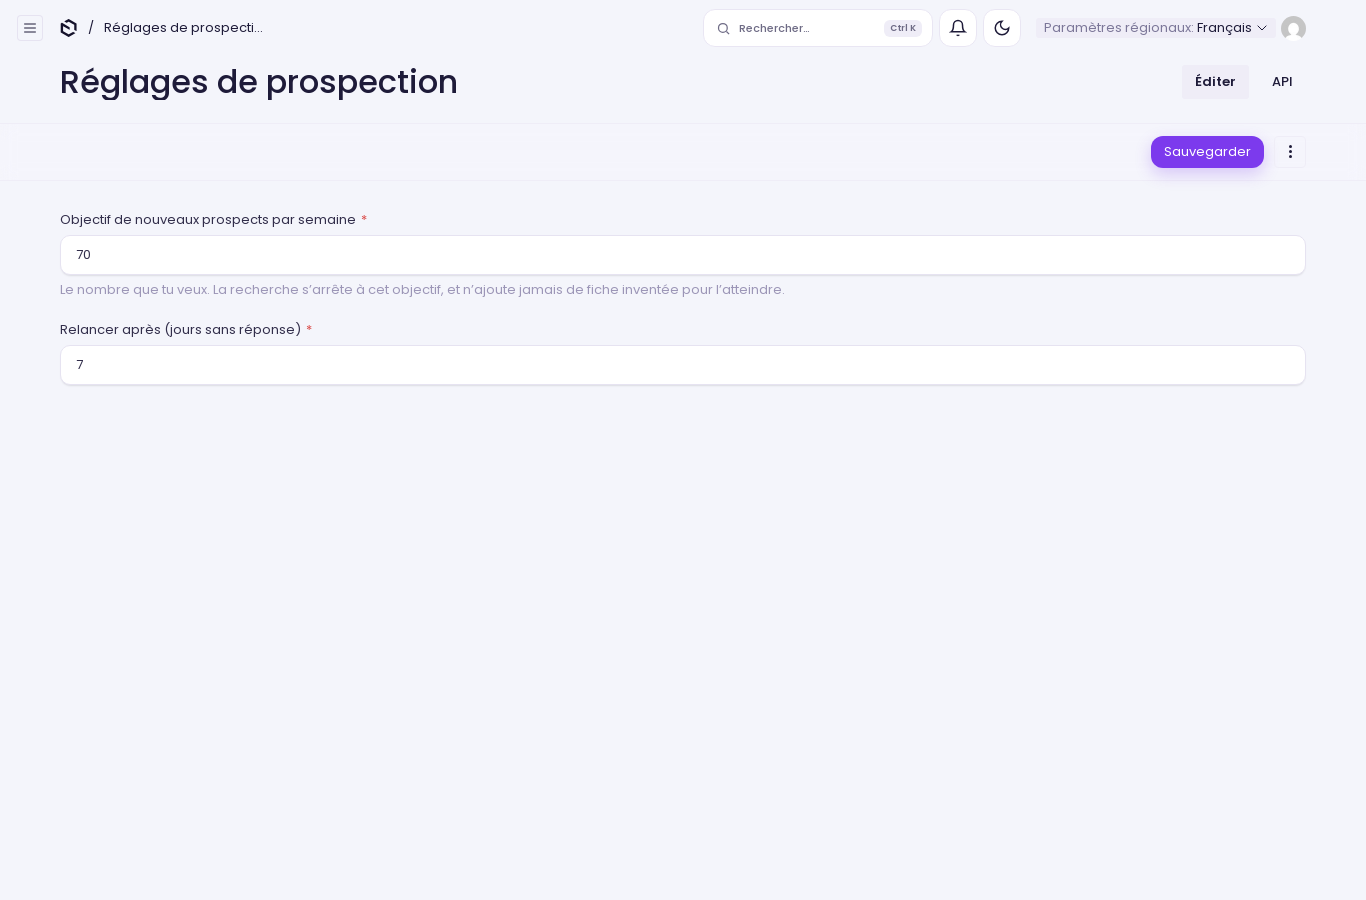 / Réglages de prospecti...
Rechercher...
Ctrl K
Paramètres régionaux: Français
Réglages de prospection
Éditer
API
Sauvegarder
Objectif de nouveaux prospects par semaine *
70
Le nombre que tu veux. La recherche s’arrête à cet objectif, et n’ajoute jamais de fiche inventée pour l’atteindre.
Relancer après (jours sans réponse) *
7